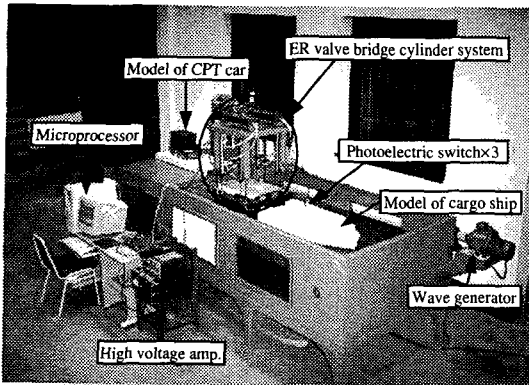 ER valve bridge cylinder system
Model of CPT car
Microprocessor
Photoelectric switch×3
Model of cargo ship
Wave generator
High voltage amp.